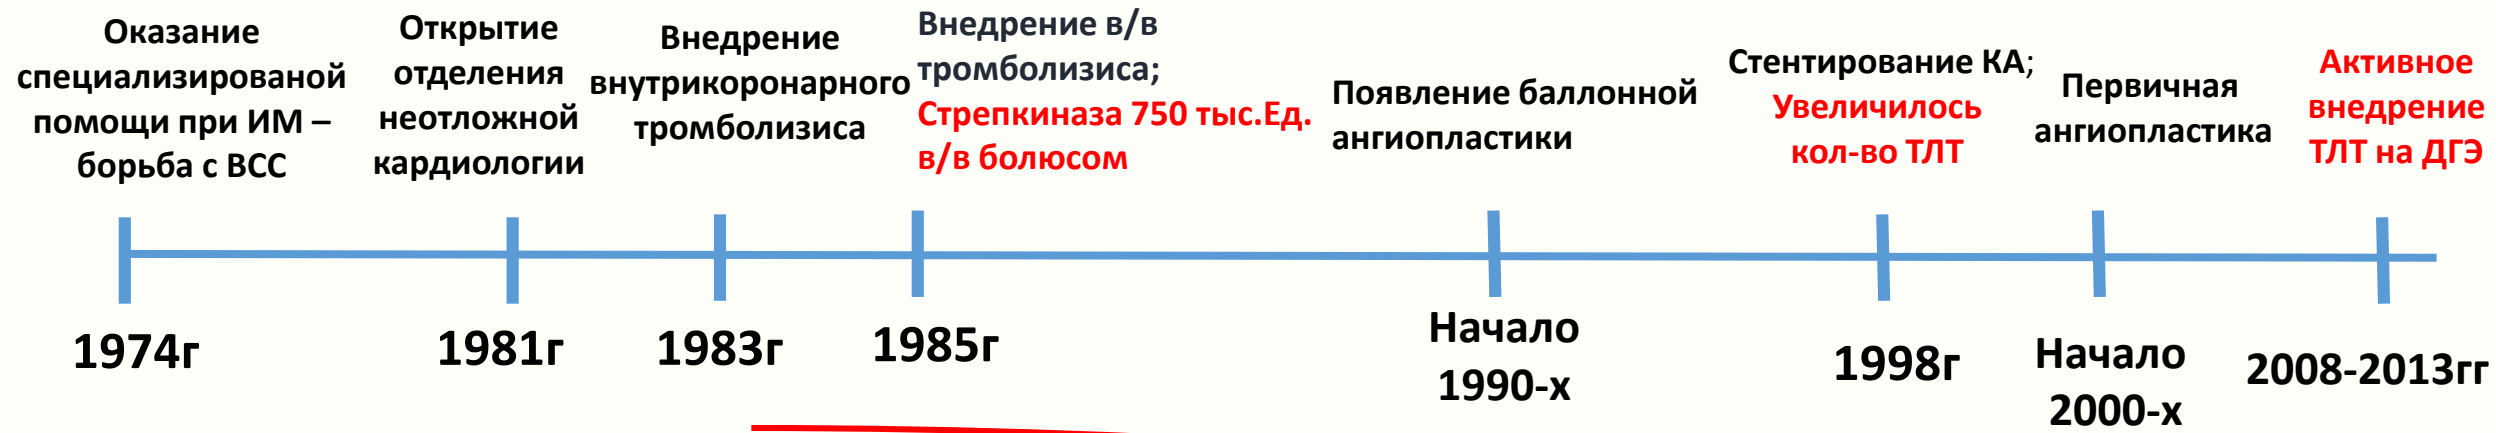 Оказание
специализированой
помощи при ИМ –
борьба с ВСС
Открытие
отделения
неотложной
кардиологии
Внедрение
внутрикоронарного
тромболизиса
Внедрение в/в
тромболизиса;
Стрепкиназа 750 тыс.Ед.
в/в болюсом
Появление баллонной
ангиопластики
Стентирование КА;
Увеличилось
кол-во ТЛТ
Первичная
ангиопластика
Активное
внедрение
ТЛТ на ДГЭ
1974г
1981г
1983г
1985г
Начало
1990-х
1998г
Начало
2000-х
2008-2013гг